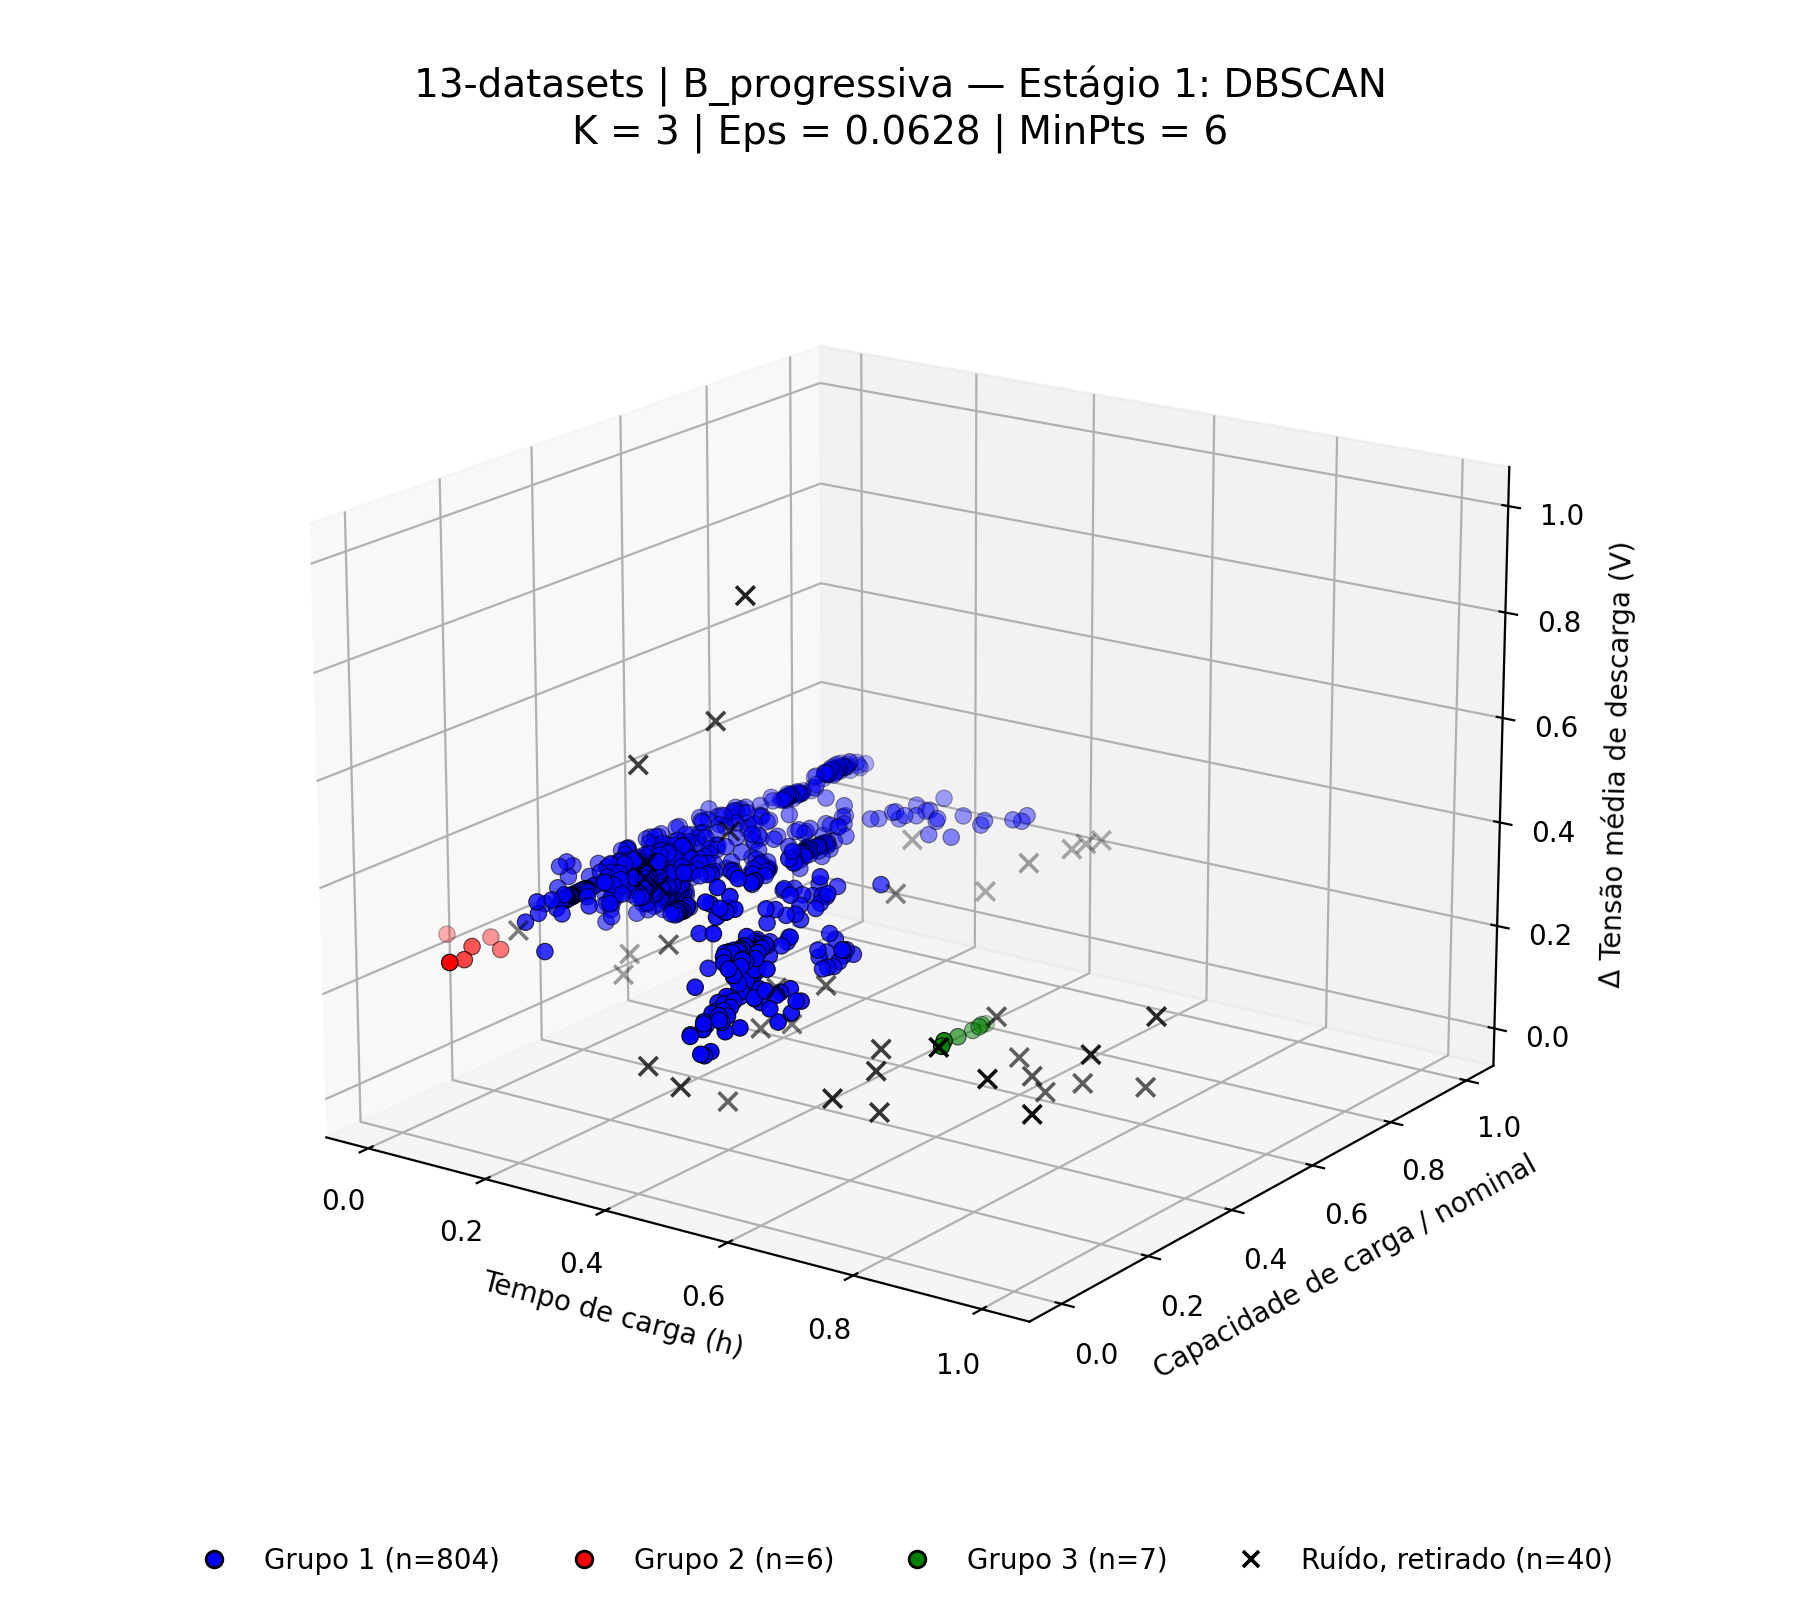 13-datasets | B_progressiva — Estágio 1: DBSCAN
K = 3 | Eps = 0.0628 | MinPts = 6
1.0
0.8
0.6
0.4
0.2
0.0
Δ Tensão média de descarga (V)
0.0
0.2
0.4
0.6
0.8
1.0
Tempo de carga (h)
0.0
0.2
0.4
0.6
0.8
1.0
Capacidade de carga / nominal
Grupo 1 (n=804)
Grupo 2 (n=6)
Grupo 3 (n=7)
Ruído, retirado (n=40)